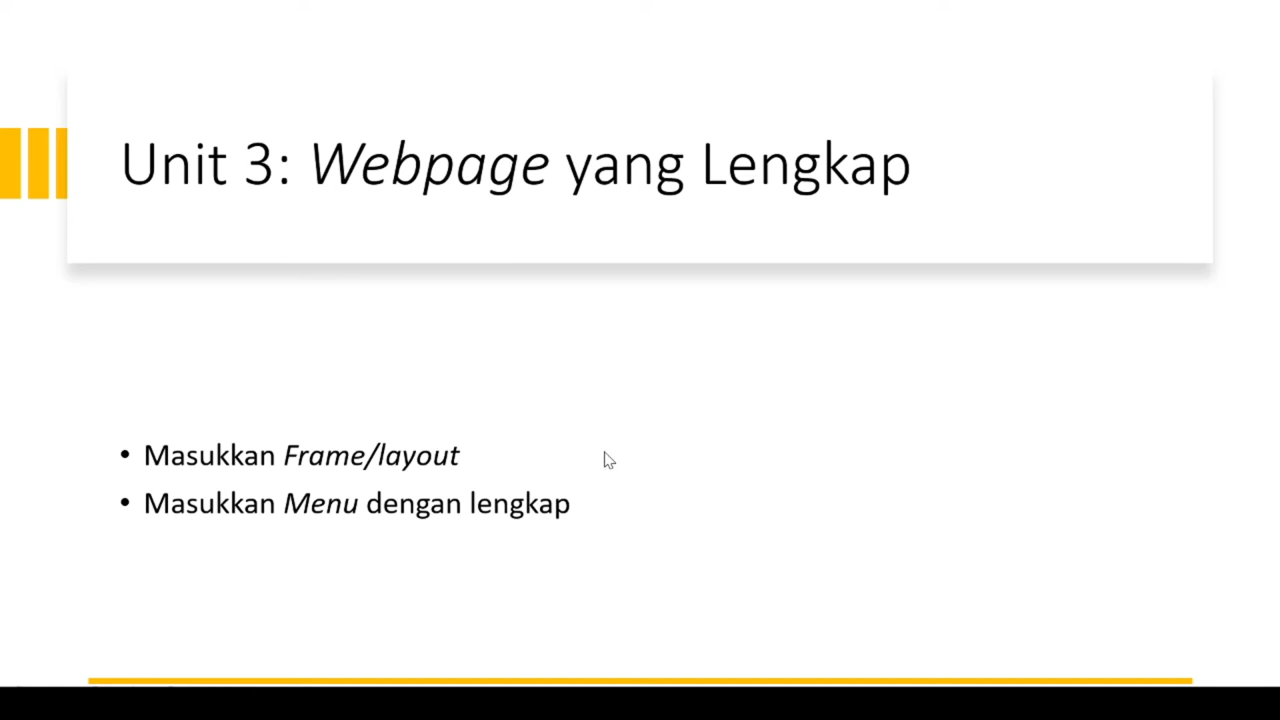 Unit 3: Webpage yang Lengkap
• Masukkan Frame/layout
• Masukkan Menu dengan lengkap